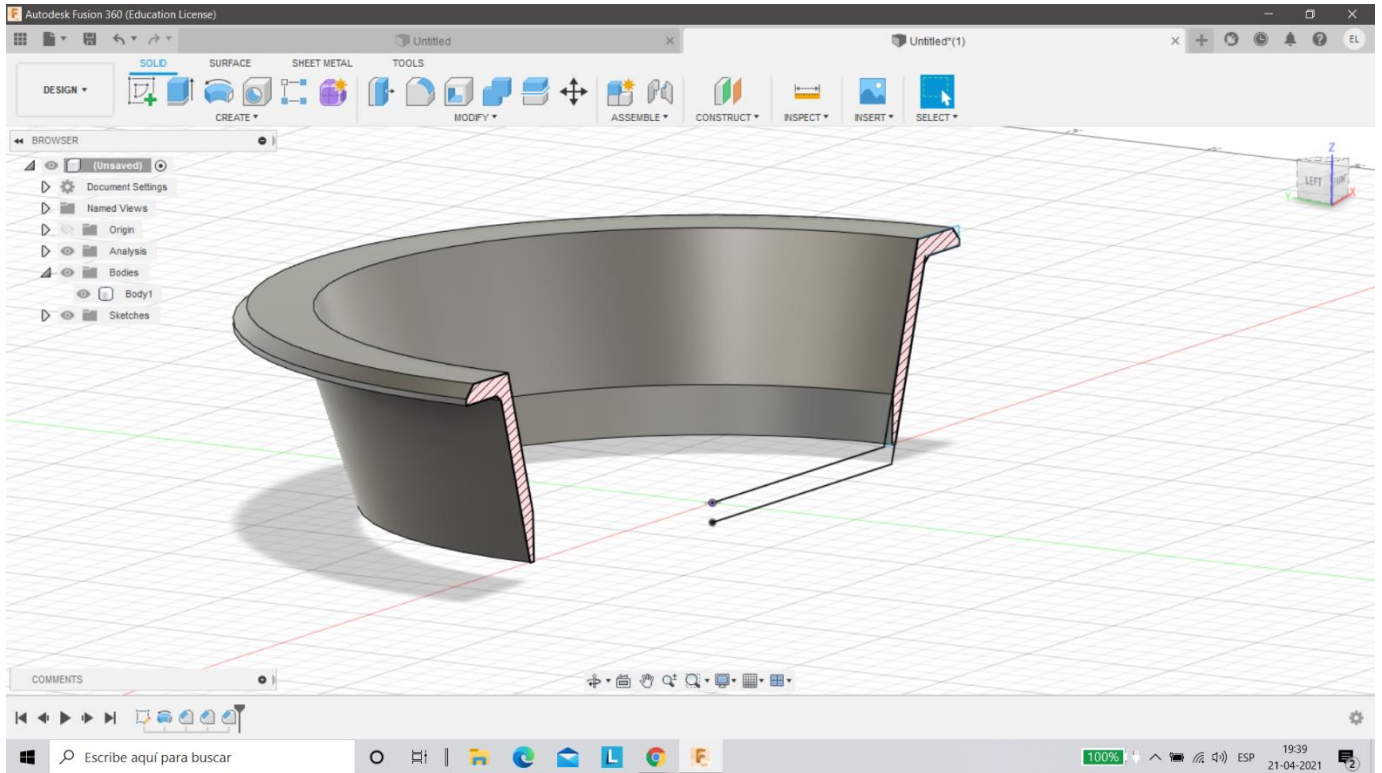 Autodesk Fusion 360 (Education License)
Untitled
Untitled*(1)
EL
SOLID SURFACE SHEET METAL TOOLS
DESIGN
CREATE MODIFY ASSEMBLE CONSTRUCT INSPECT INSERT SELECT
BROWSER
(Unsaved)
Document Settings
Named Views
Origin
Analysis
Bodies
Body1
Sketches
Z
LEFT
Y
X
COMMENTS
Escribe aquí para buscar
L
F
100%
ESP
19:39
21-04-2021
2